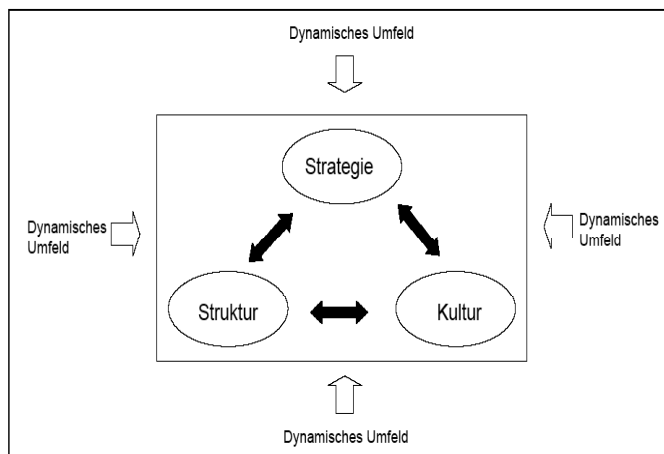 Dynamisches Umfeld
Strategie
Dynamisches
Umfeld
Dynamisches
Umfeld
Struktur
Kultur
Dynamisches Umfeld